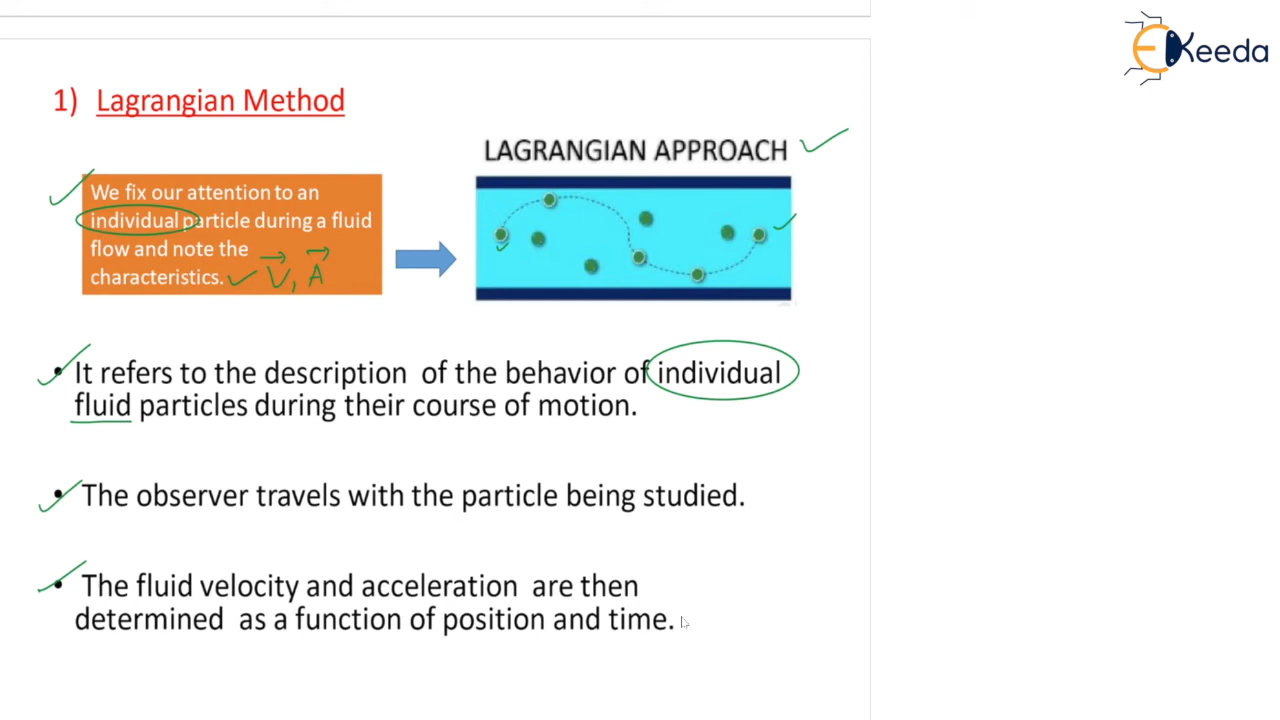 EKeeda
1) Lagrangian Method
LAGRANGIAN APPROACH
We fix our attention to an
individual particle during a fluid
flow and note the
characteristics. V, A
• It refers to the description of the behavior of individual
fluid particles during their course of motion.
• The observer travels with the particle being studied.
• The fluid velocity and acceleration are then
determined as a function of position and time.